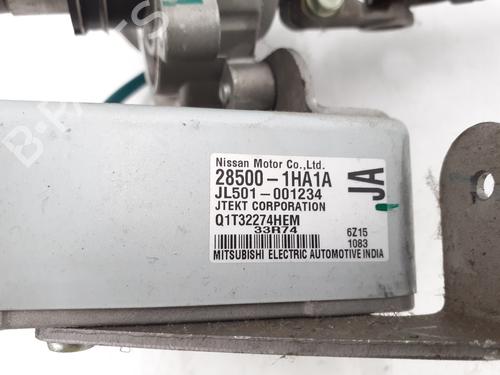 Nissan Motor Co.,Ltd.
28500-1HA1A
JA
JL501-001234
JTEKT CORPORATION
Q1T32274HEM
33R74
6Z15
1083
MITSUBISHI ELECTRIC AUTOMOTIVE INDIA